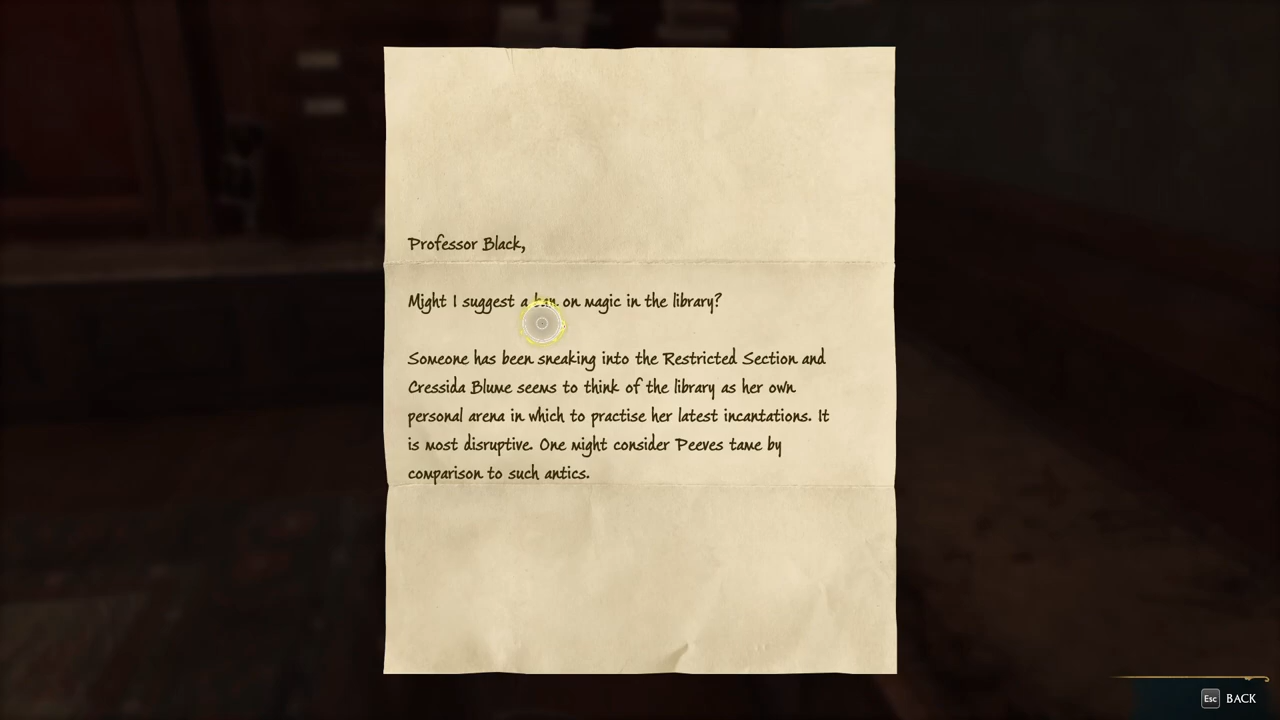 Professor Black,
Might I suggest a ban on magic in the library?
Someone has been sneaking into the Restricted Section and
Cressida Blume seems to think of the library as her own
personal arena in which to practise her latest incantations. It
is most disruptive. One might consider Peeves tame by
comparison to such antics.
Esc BACK